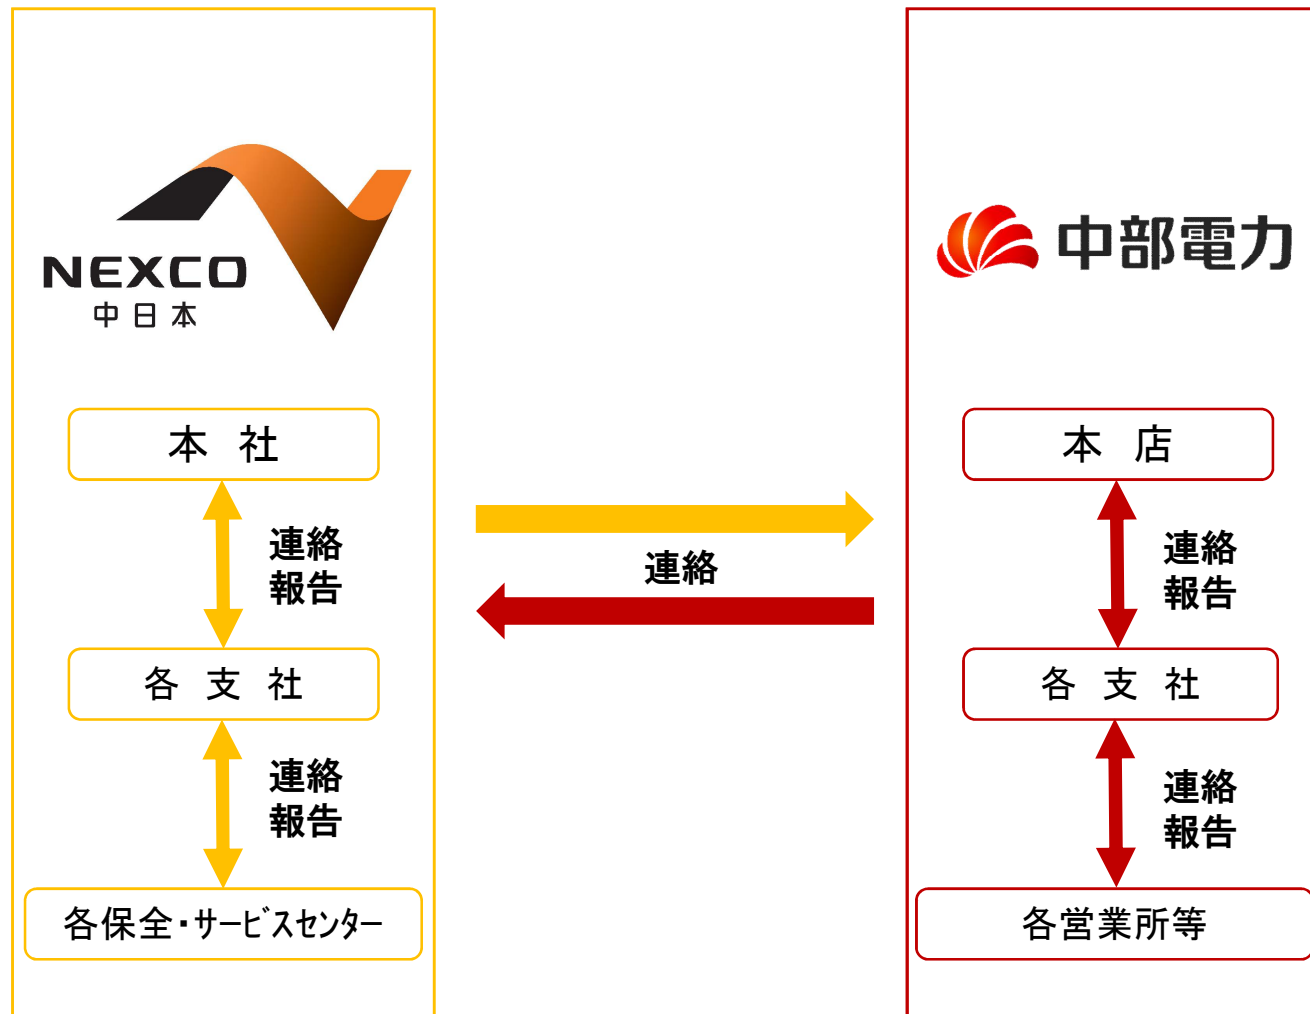 NEXCO
中日本
本 社
連絡
報告
各 支 社
連絡
報告
各保全・サービスセンター
連絡
中部電力
本 店
連絡
報告
各 支 社
連絡
報告
各営業所等